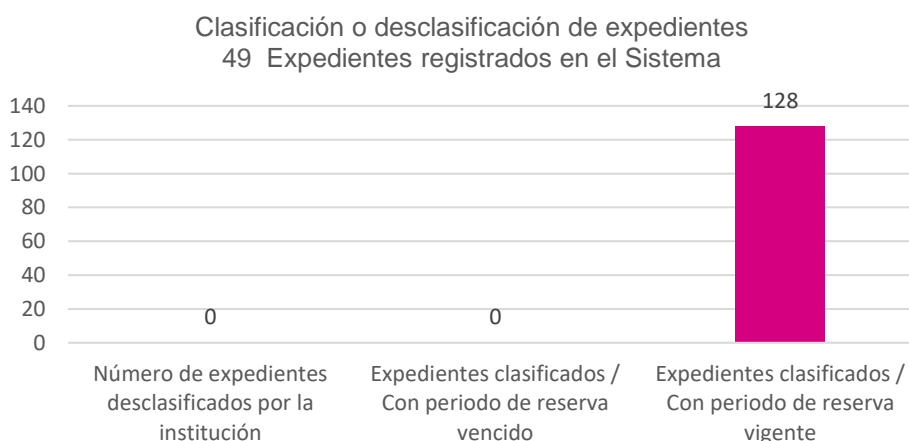 Clasificación o desclasificación de expedientes
49 Expedientes registrados en el Sistema
140
120
100
80
60
40
20
0
0
0
128
Número de expedientes
desclasificados por la
institución
Expedientes clasificados /
Con periodo de reserva
vencido
Expedientes clasificados /
Con periodo de reserva
vigente